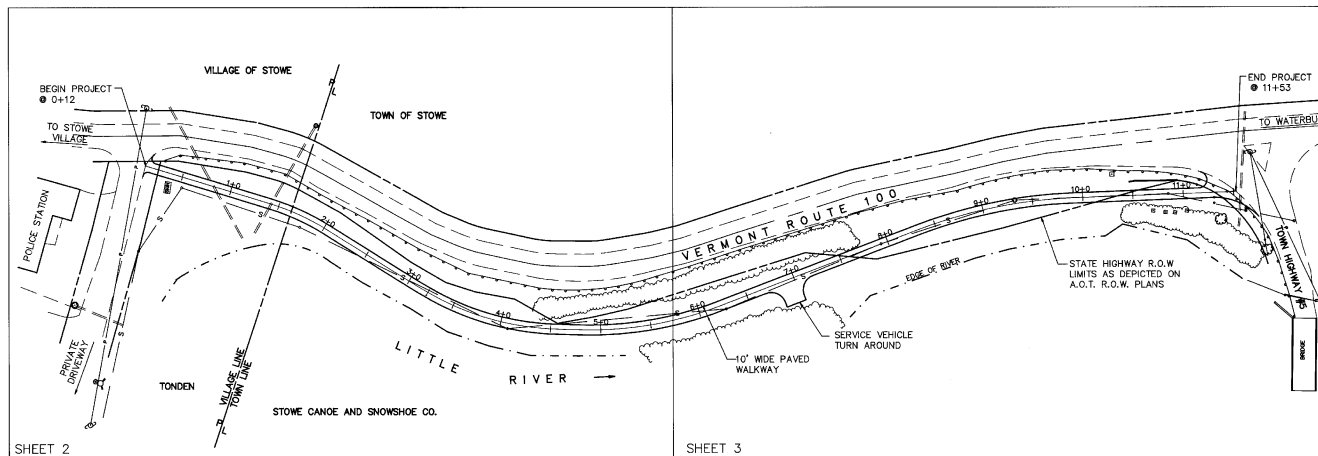 VILLAGE OF STOWE
TOWN OF STOWE
BEGIN PROJECT
@ 0+12
TO STOWE
VILLAGE
POLICE STATION
PRIVATE
DRIVEWAY
TONDEN
VILLAGE LINE
TOWN LINE
P
L
P
L
STOWE CANOE AND SNOWSHOE CO.
LITTLE
RIVER
1+0
2+0
3+0
4+0
5+0
6+0
7+0
8+0
9+0
10+0
11+0
S
S
S
S
S
S
VERMONT ROUTE 100
10' WIDE PAVED
WALKWAY
SERVICE VEHICLE
TURN AROUND
EDGE OF RIVER
STATE HIGHWAY R.O.W
LIMITS AS DEPICTED ON
A.O.T. R.O.W. PLANS
END PROJECT
@ 11+53
TO WATERBU
TOWN HIGHWAY
BRIDGE
SHEET 2
SHEET 3